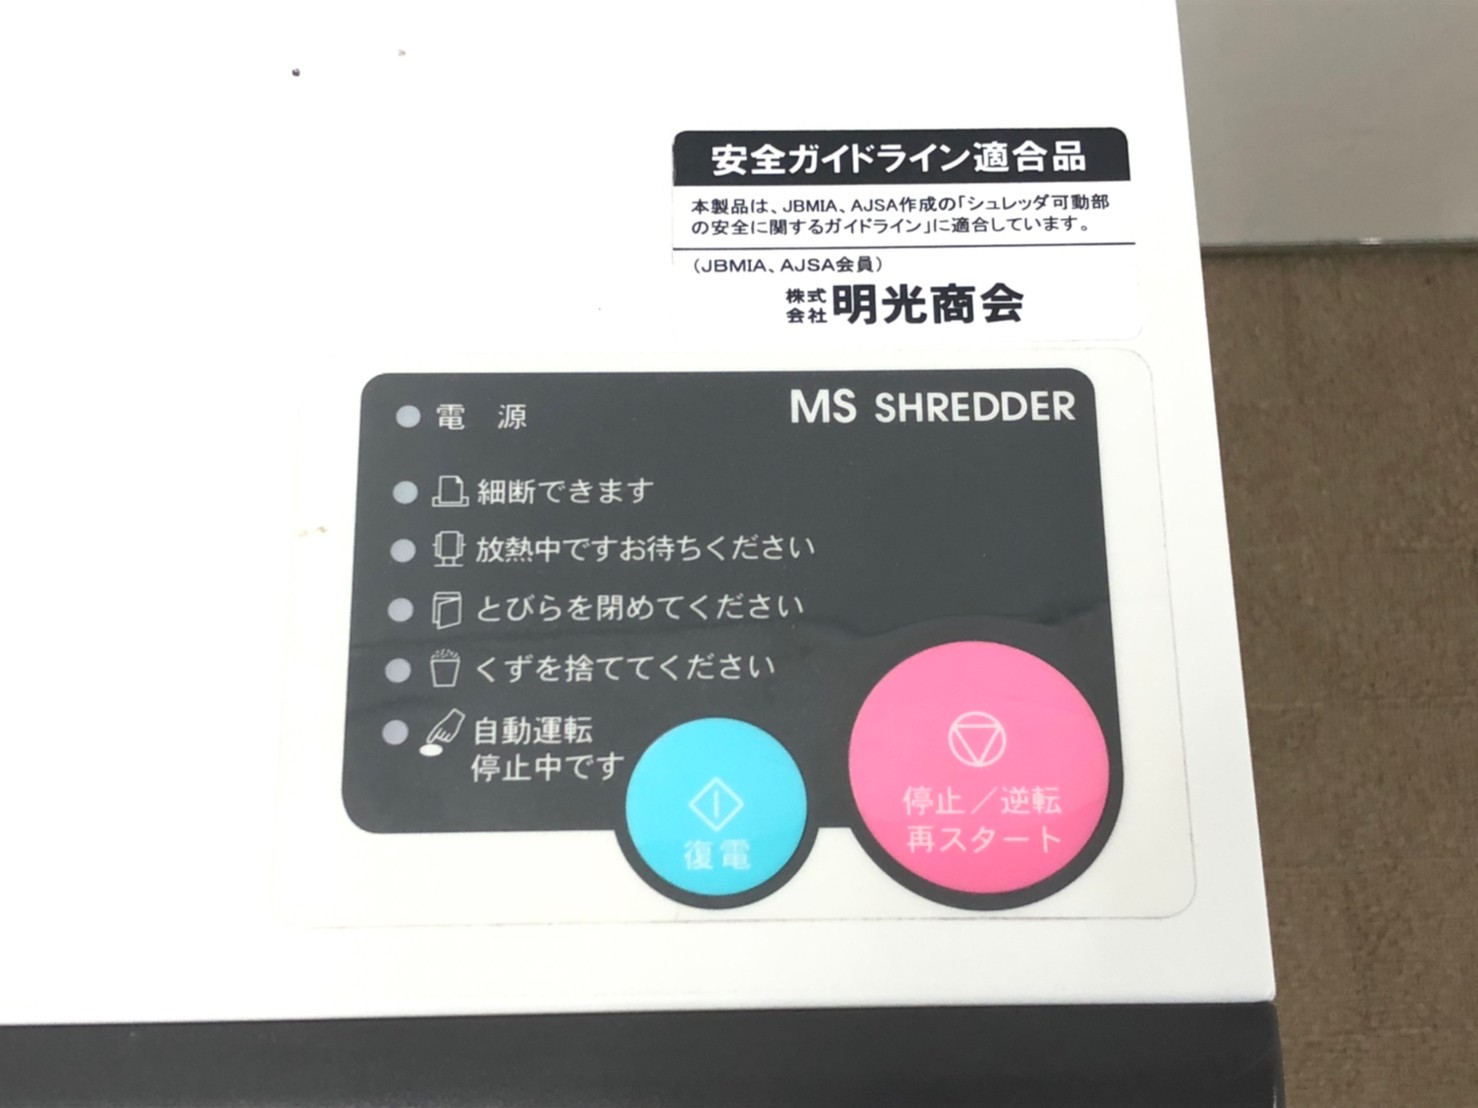 安全ガイドライン適合品
本製品は、JBMIA、AJSA作成の「シュレッダ可動部
の安全に関するガイドライン」に適合しています。
（JBMIA、AJSA会員）
株式会社 明光商会
電　源
MS SHREDDER
細断できます
放熱中ですお待ちください
とびらを閉めてください
くずを捨ててください
自動運転
停止中です
復電
停止／逆転
再スタート